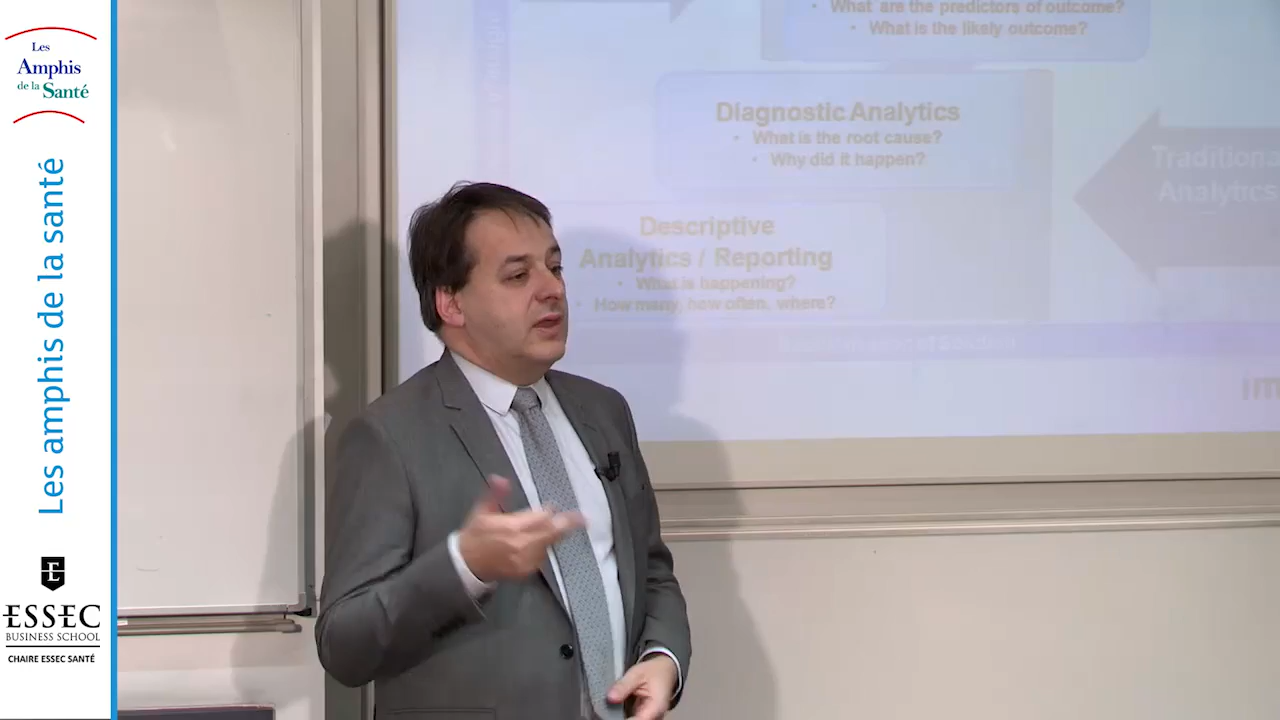 Les
Amphis
de la Santé
Les amphis de la santé
E
ESSEC
BUSINESS SCHOOL
CHAIRE ESSEC SANTÉ
• What are the predictors of outcome?
• What is the likely outcome?
Diagnostic Analytics
• What is the root cause?
• Why did it happen?
Descriptive
Analytics / Reporting
• What is happening?
• How many, how often, where?
Traditiona
Analytics